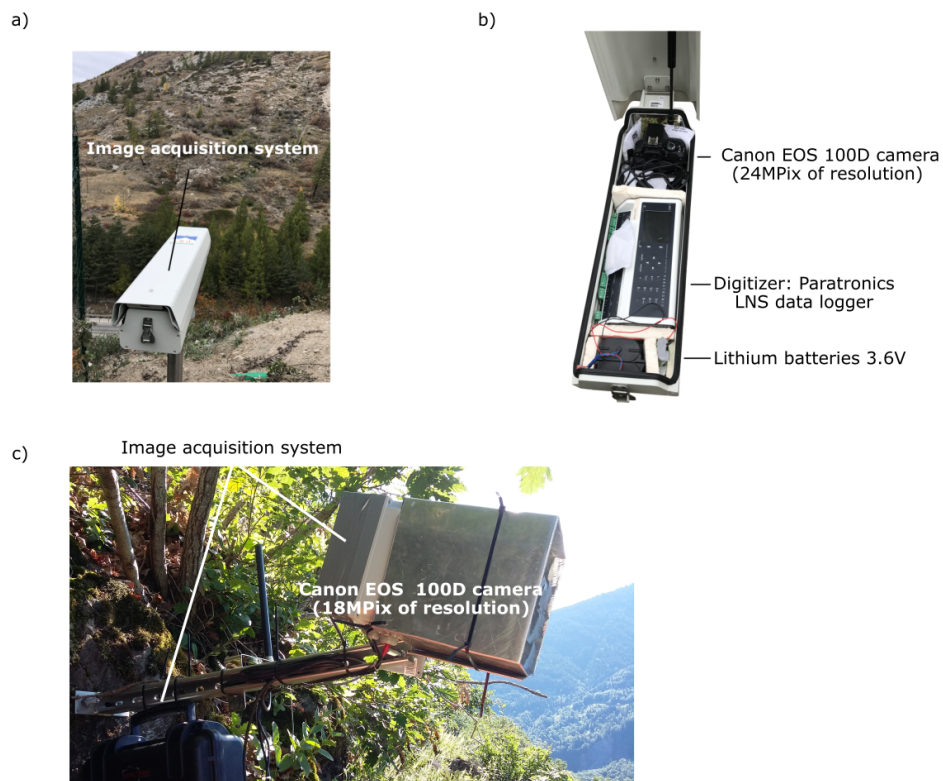 a)
b)
Image acquisition system
Canon EOS 100D camera
(24MPix of resolution)
Digitizer: Paratronics
LNS data logger
Lithium batteries 3.6V
c)
Image acquisition system
Canon EOS  100D camera
(18MPix of resolution)